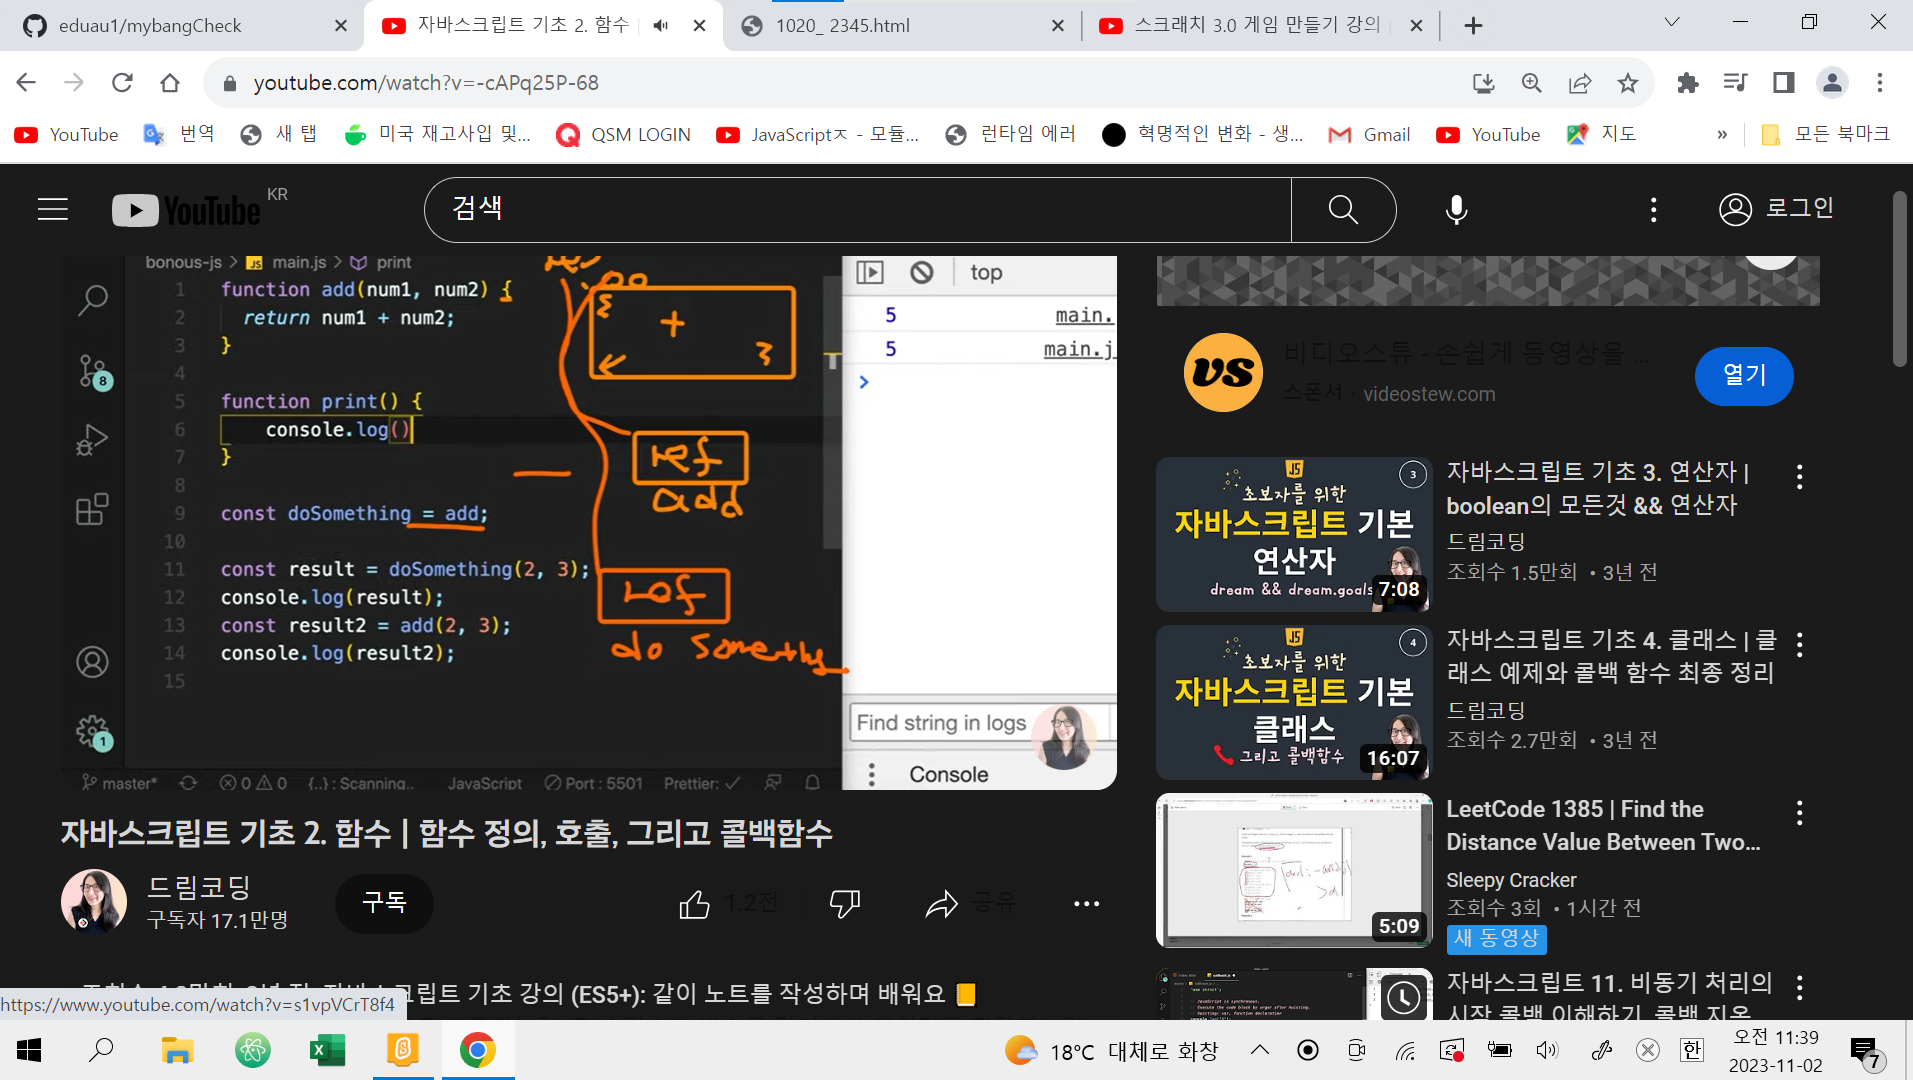 eduau1/mybangCheck
자바스크립트 기초 2. 함수
1020_ 2345.html
스크래치 3.0 게임 만들기 강의
youtube.com/watch?v=-cAPq25P-68
YouTube
번역
새 탭
미국 재고사입 및...
QSM LOGIN
JavaScriptㅈ - 모듈...
런타임 에러
혁명적인 변화 - 생...
Gmail
YouTube
지도
»
모든 북마크
YouTube KR
검색
로그인
bonous-js > JS main.js > print
1 function add(num1, num2) {
2 return num1 + num2;
3 }
4
5 function print() {
6 console.log()
7 }
8
9 const doSomething = add;
10
11 const result = doSomething(2, 3);
12 console.log(result);
13 const result2 = add(2, 3);
14 console.log(result2);
15
+
ref
add
ref
do Somethg
8
1
top
5 main.
5 main.j
>
Find string in logs
Console
master*
0 0
{..} : Scanning..
JavaScript
Port : 5501
Prettier: ✓
자바스크립트 기초 2. 함수 | 함수 정의, 호출, 그리고 콜백함수
드림코딩
구독자 17.1만명
구독
1.2천
공유
립트 기초 강의 (ES5+): 같이 노트를 작성하며 배워요
https://www.youtube.com/watch?v=s1vpVCrT8f4
vs
비디오스튜 - 손쉽게 동영상을 ...
스폰서 · videostew.com
열기
JS
3
초보자를 위한
자바스크립트 기본
연산자
dream && dream.goals
7:08
자바스크립트 기초 3. 연산자 |
boolean의 모든것 && 연산자
드림코딩
조회수 1.5만회 • 3년 전
JS
4
초보자를 위한
자바스크립트 기본
클래스
그리고 콜백함수
16:07
자바스크립트 기초 4. 클래스 | 클
래스 예제와 콜백 함수 최종 정리
드림코딩
조회수 2.7만회 • 3년 전
5:09
LeetCode 1385 | Find the
Distance Value Between Two...
Sleepy Cracker
조회수 3회 • 1시간 전
새 동영상
자바스크립트 11. 비동기 처리의
시작 콜백 이해하기, 콜백 지옥
18°C 대체로 화창
한
오전 11:39
2023-11-02
7